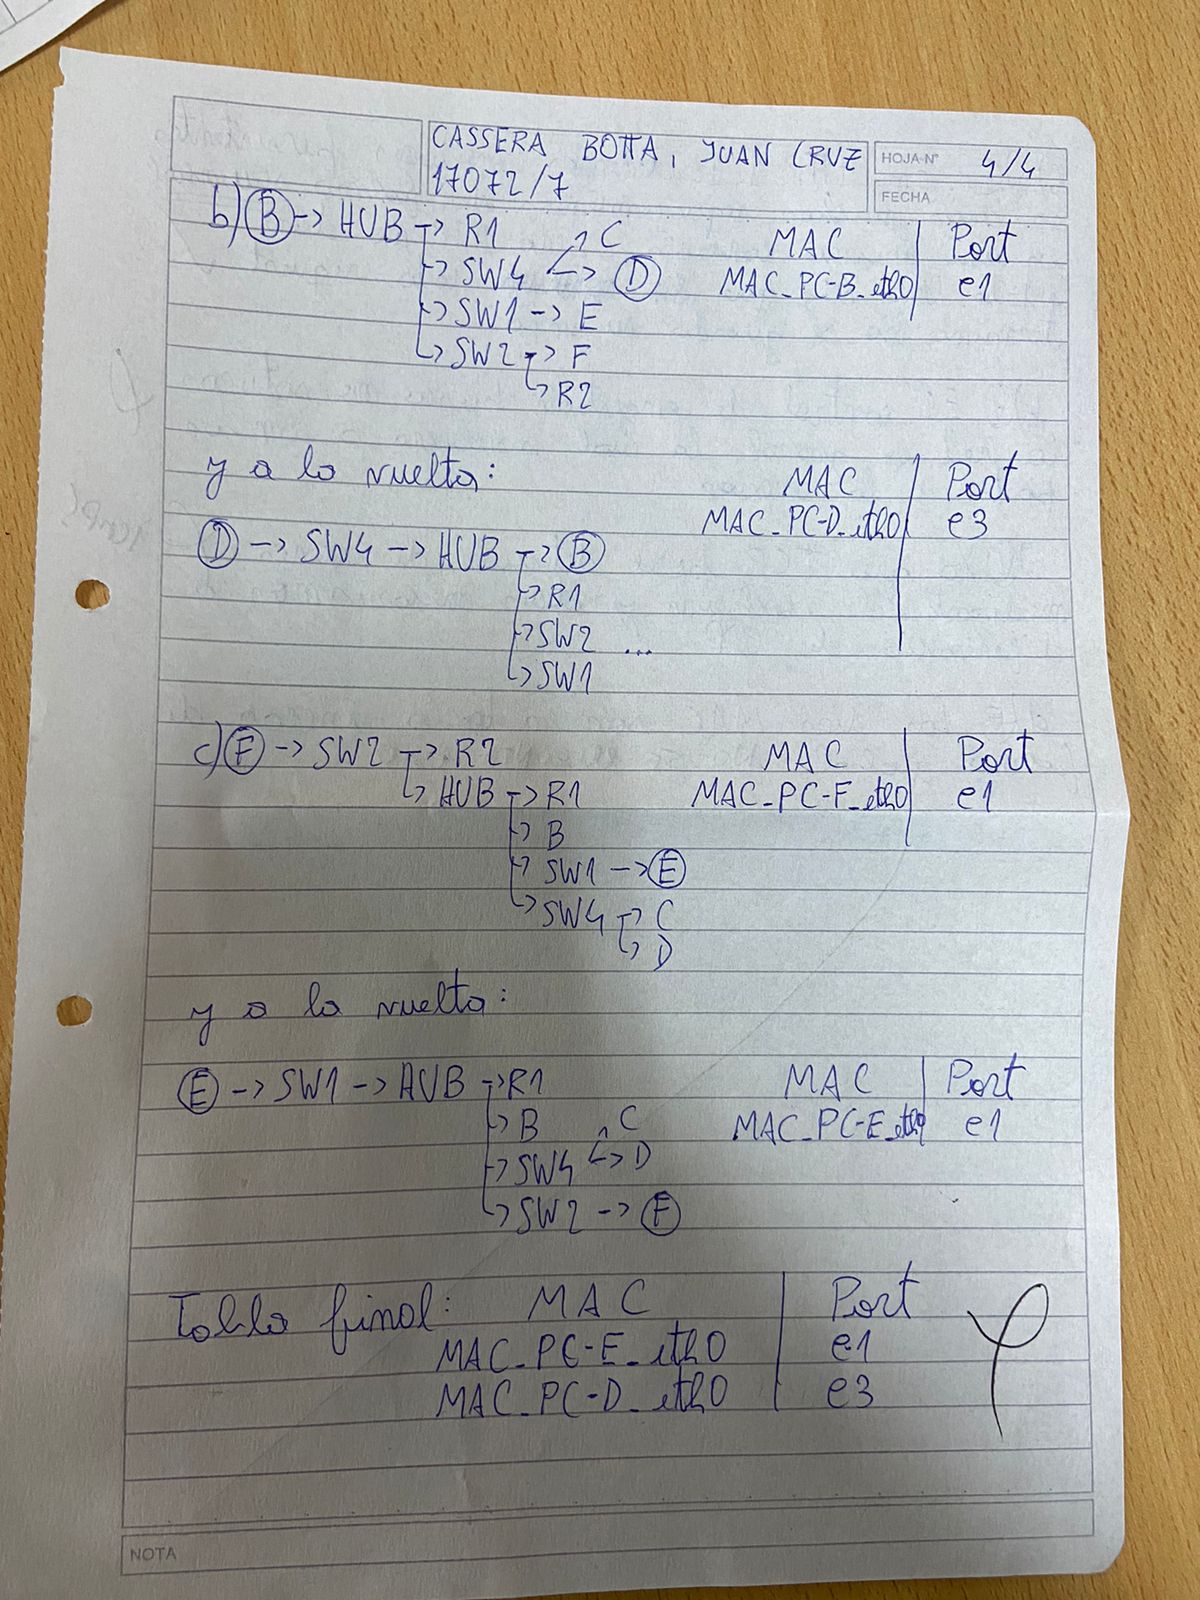 CASSERA BOTTA, JUAN CRUZ
17072/7
HOJA Nº 4/4
FECHA
b) B -> HUB -> R1 MAC | Port
-> SW4 -> C MAC_PC-B_eth0 | e1
-> D
-> SW1 -> E
-> SW2 -> F
-> R2
y a la vuelta: MAC | Port
MAC_PC-D_eth0 | e3
D -> SW4 -> HUB -> B
-> R1
-> SW2 ...
-> SW1
c) F -> SW2 -> R2 MAC | Port
-> HUB -> R1 MAC_PC-F_eth0 | e1
-> B
-> SW1 -> E
-> SW4 -> C
-> D
y a la vuelta:
E -> SW1 -> HUB -> R1 MAC | Port
-> B MAC_PC-E_eth0 | e1
-> SW4 -> C
-> D
-> SW2 -> F
Tabla final: MAC | Port
MAC_PC-E_eth0 | e1
MAC_PC-D_eth0 | e3
NOTA